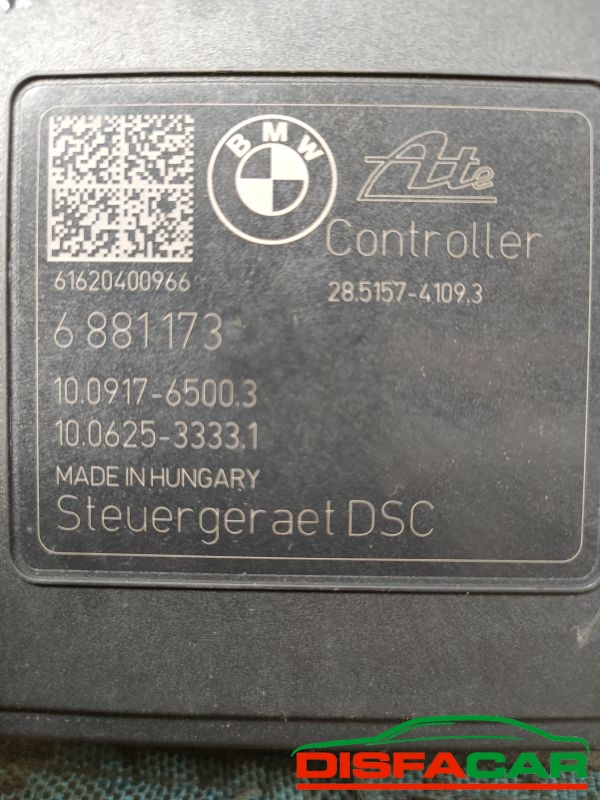 BMW
Ate
Controller
61620400966
28.5157-4109.3
6 881 173
10.0917-6500.3
10.0625-3333.1
MADE IN HUNGARY
Steuergeraet DSC
DISFACAR